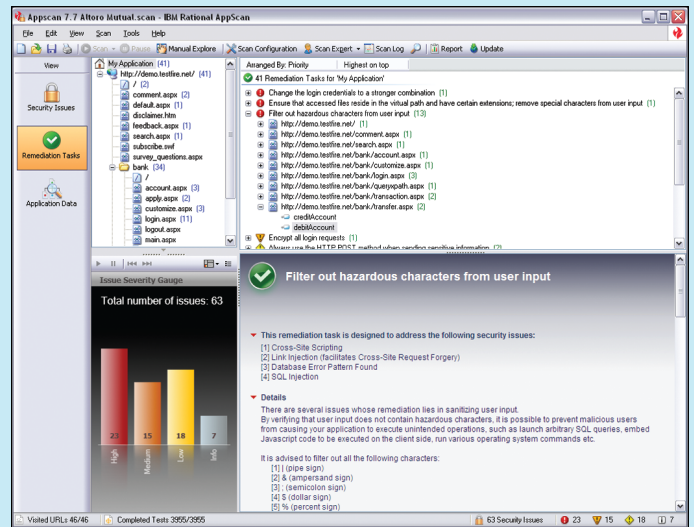 Appscan 7.7 Altoro Mutual.scan - IBM Rational AppScan
File Edit View Scan Tools Help
Scan Pause Manual Explore Scan Configuration Scan Expert Scan Log Report Update
View
Security Issues
Remediation Tasks
Application Data
My Application (41)
http://demo.testfire.net/ (41)
/ (2)
comment.aspx (2)
default.aspx (1)
disclaimer.htm
feedback.aspx (1)
search.aspx (1)
subscribe.swf
survey_questions.aspx
bank (34)
/
account.aspx (3)
apply.aspx (2)
customize.aspx (3)
login.aspx (11)
logout.aspx
main.aspx
Arranged By: Priority Highest on top
41 Remediation Tasks for 'My Application'
Change the login credentials to a stronger combination (1)
Ensure that accessed files reside in the virtual path and have certain extensions; remove special characters from user input (1)
Filter out hazardous characters from user input (13)
http://demo.testfire.net/ (1)
http://demo.testfire.net/comment.aspx (1)
http://demo.testfire.net/search.aspx (1)
http://demo.testfire.net/bank/account.aspx (1)
http://demo.testfire.net/bank/customize.aspx (1)
http://demo.testfire.net/bank/login.aspx (3)
http://demo.testfire.net/bank/queryxpath.aspx (1)
http://demo.testfire.net/bank/transaction.aspx (1)
http://demo.testfire.net/bank/transfer.aspx (2)
creditAccount
debitAccount
Encrypt all login requests (1)
Always use the HTTP POST method when sending sensitive information (2)
Issue Severity Gauge
Total number of issues: 63
23 15 18 7
High Medium Low Info
Filter out hazardous characters from user input
This remediation task is designed to address the following security issues:
[1] Cross-Site Scripting
[2] Link Injection (facilitates Cross-Site Request Forgery)
[3] Database Error Pattern Found
[4] SQL Injection
Details
There are several issues whose remediation lies in sanitizing user input.
By verifying that user input does not contain hazardous characters, it is possible to prevent malicious users
from causing your application to execute unintended operations, such as launch arbitrary SQL queries, embed
Javascript code to be executed on the client side, run various operating system commands etc.
It is advised to filter out all the following characters:
[1] | (pipe sign)
[2] & (ampersand sign)
[3] ; (semicolon sign)
[4] $ (dollar sign)
[5] % (percent sign)
Visited URLs 46/46 Completed Tests 3955/3955 63 Security Issues 23 15 18 7